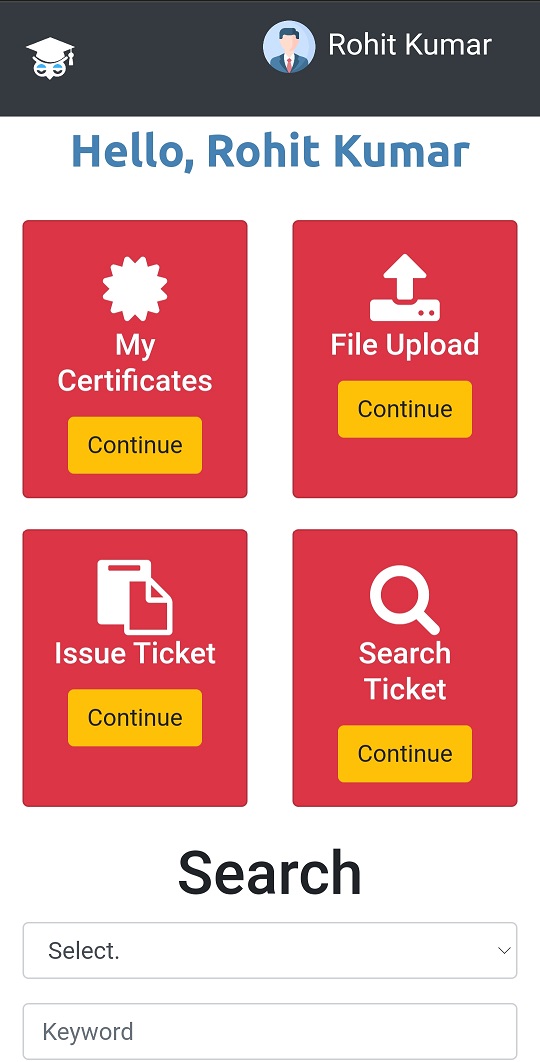 Rohit Kumar
Hello, Rohit Kumar
My
Certificates
Continue
File Upload
Continue
Issue Ticket
Continue
Search
Ticket
Continue
Search
Select.
Keyword